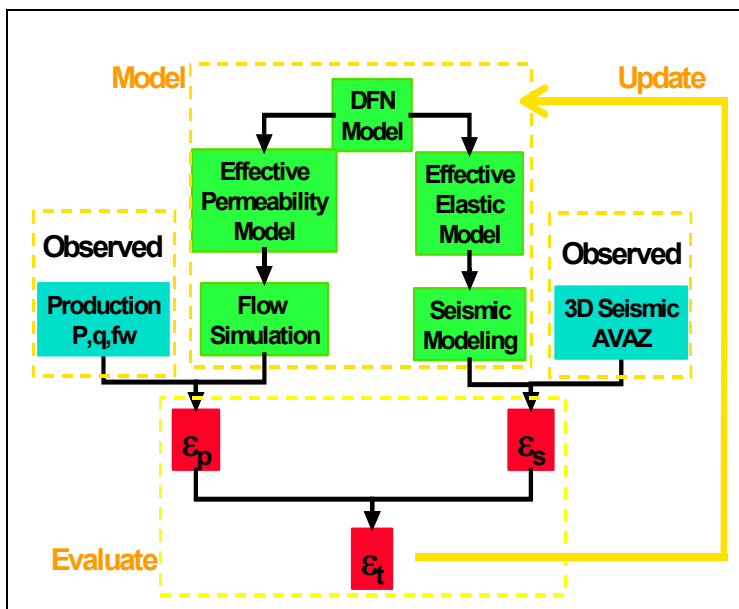 Model
Update
DFN
Model
Effective
Permeability
Model
Effective
Elastic
Model
Observed
Observed
Production
P,q,fw
Flow
Simulation
Seismic
Modeling
3D Seismic
AVAZ
εp
εs
εt
Evaluate